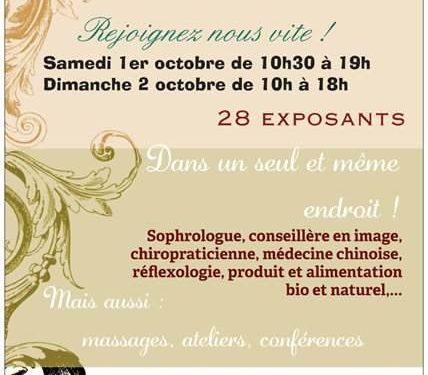 Rejoignez nous vite !
Samedi 1er octobre de 10h30 à 19h
Dimanche 2 octobre de 10h à 18h
28 EXPOSANTS
Dans un seul et même
endroit !
Sophrologue, conseillère en image,
chiropraticienne, médecine chinoise,
réflexologie, produit et alimentation
bio et naturel,...
Mais aussi :
massages, ateliers, conférences